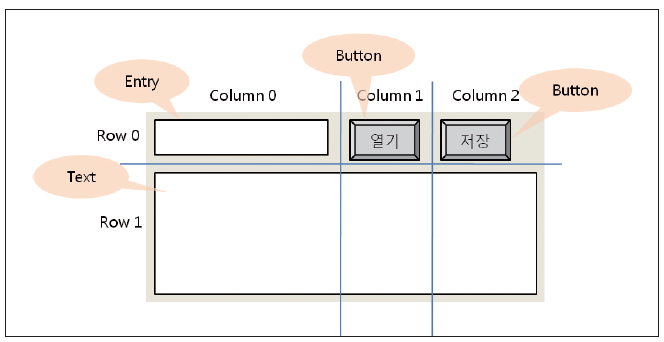 Button
Entry
Column 0
Column 1
Column 2
Button
Row 0
열기
저장
Text
Row 1